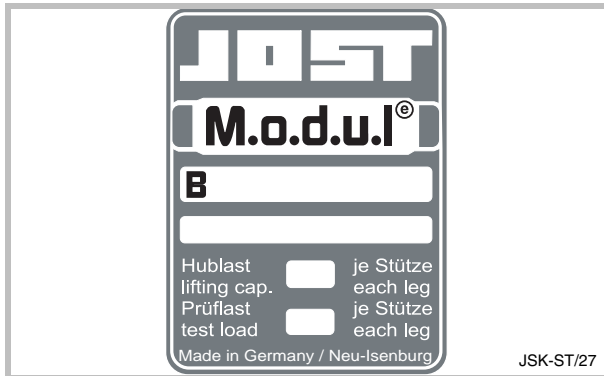 JOST
M.o.d.u.l®
B
Hublast je Stütze
lifting cap. each leg
Prüflast je Stütze
test load each leg
Made in Germany / Neu-Isenburg
JSK-ST/27